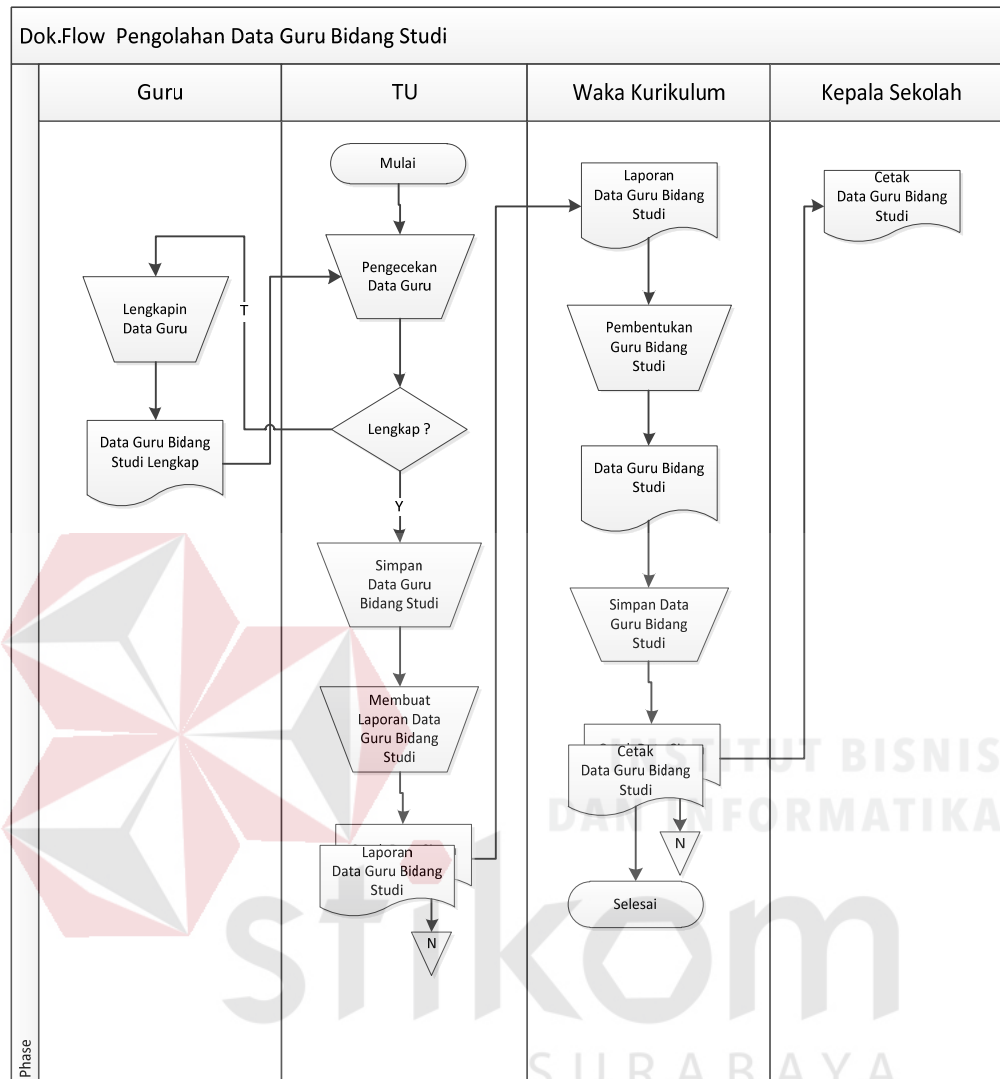 Dok.Flow Pengolahan Data Guru Bidang Studi
Guru
TU
Waka Kurikulum
Kepala Sekolah
Mulai
Pengecekan
Data Guru
Lengkap ?
T
Y
Lengkapin
Data Guru
Data Guru Bidang
Studi Lengkap
Simpan
Data Guru
Bidang Studi
Membuat
Laporan Data
Guru Bidang
Studi
Laporan
Data Guru Bidang
Studi
N
Laporan
Data Guru Bidang
Studi
Pembentukan
Guru Bidang
Studi
Data Guru Bidang
Studi
Simpan Data
Guru Bidang
Studi
Cetak
Data Guru Bidang
Studi
N
Selesai
Cetak
Data Guru Bidang
Studi
Phase
INSTITUT BISNIS
DAN INFORMATIKA
stikom
SURABAYA